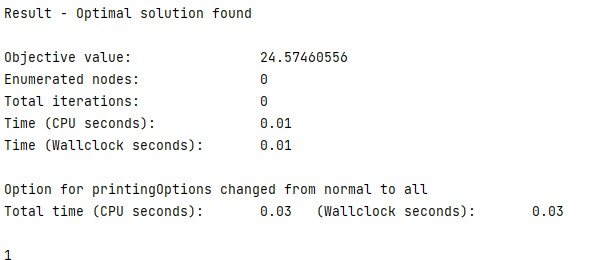 Result - Optimal solution found
Objective value: 24.57460556
Enumerated nodes: 0
Total iterations: 0
Time (CPU seconds): 0.01
Time (Wallclock seconds): 0.01
Option for printingOptions changed from normal to all
Total time (CPU seconds): 0.03 (Wallclock seconds): 0.03
1